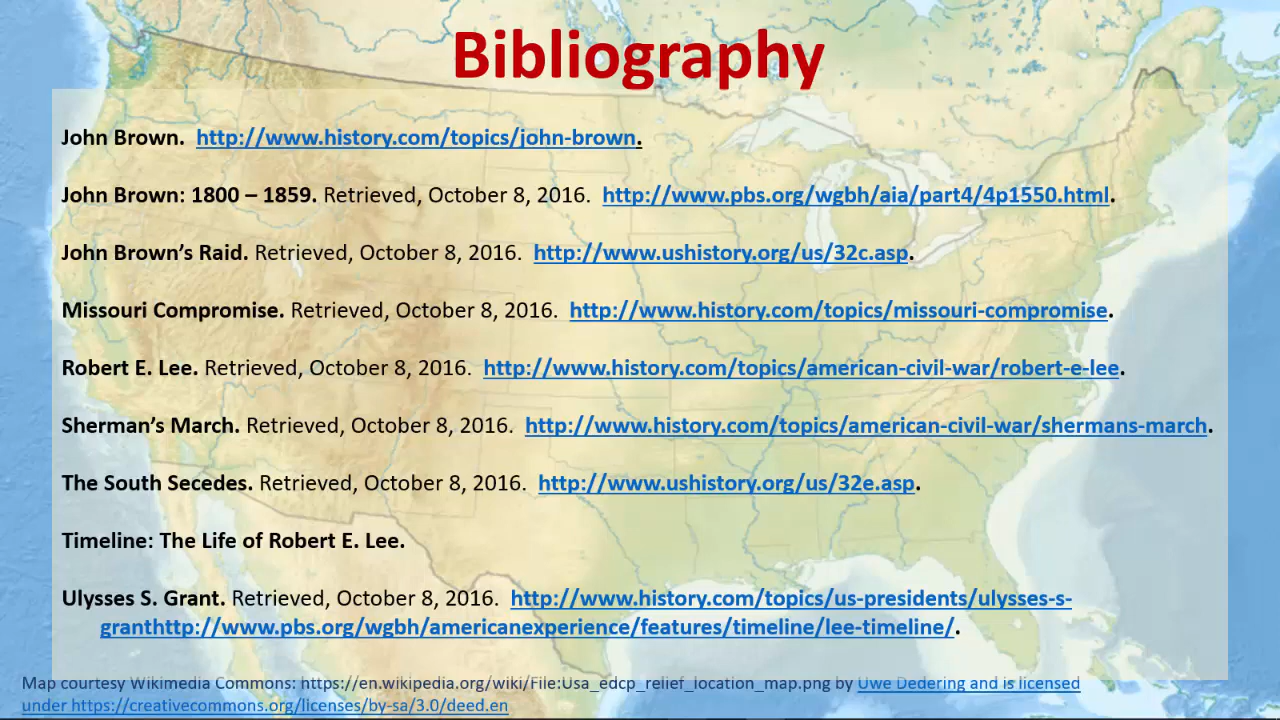 Bibliography
John Brown.  http://www.history.com/topics/john-brown.
John Brown: 1800 – 1859. Retrieved, October 8, 2016.  http://www.pbs.org/wgbh/aia/part4/4p1550.html.
John Brown’s Raid. Retrieved, October 8, 2016.  http://www.ushistory.org/us/32c.asp.
Missouri Compromise. Retrieved, October 8, 2016.  http://www.history.com/topics/missouri-compromise.
Robert E. Lee. Retrieved, October 8, 2016.  http://www.history.com/topics/american-civil-war/robert-e-lee.
Sherman’s March. Retrieved, October 8, 2016.  http://www.history.com/topics/american-civil-war/shermans-march.
The South Secedes. Retrieved, October 8, 2016.  http://www.ushistory.org/us/32e.asp.
Timeline: The Life of Robert E. Lee.
Ulysses S. Grant. Retrieved, October 8, 2016.  http://www.history.com/topics/us-presidents/ulysses-s-
granthttp://www.pbs.org/wgbh/americanexperience/features/timeline/lee-timeline/.
Map courtesy Wikimedia Commons: https://en.wikipedia.org/wiki/File:Usa_edcp_relief_location_map.png by Uwe Dedering and is licensed
under https://creativecommons.org/licenses/by-sa/3.0/deed.en